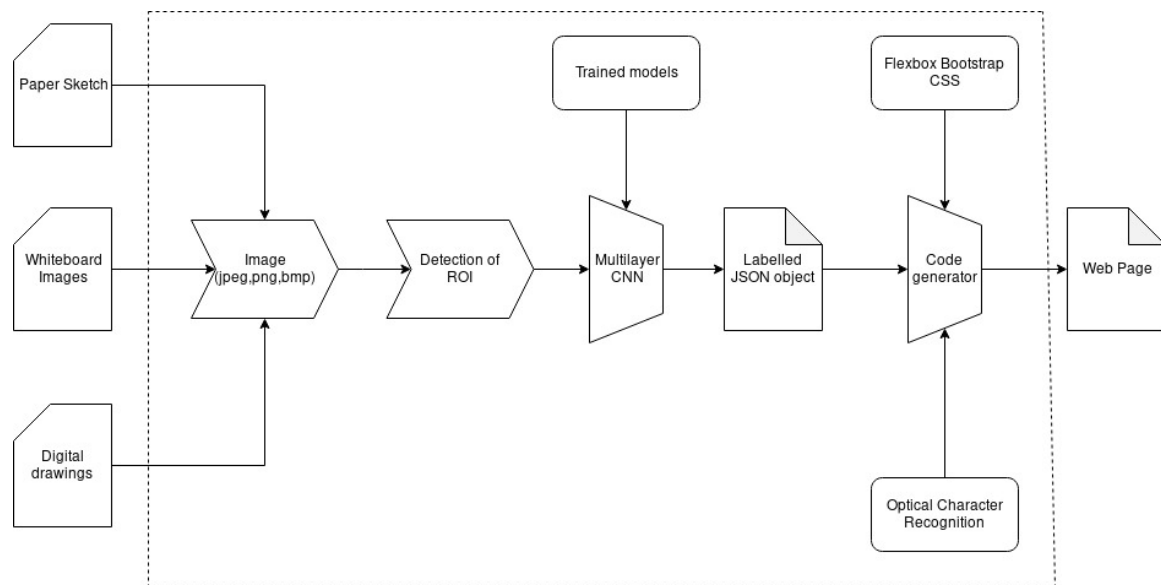 Paper Sketch
Trained models
Flexbox Bootstrap
CSS
Whiteboard
Images
Image
(jpeg,png,bmp)
Detection of
ROI
Multilayer
CNN
Labelled
JSON object
Code
generator
Web Page
Digital
drawings
Optical Character
Recognition